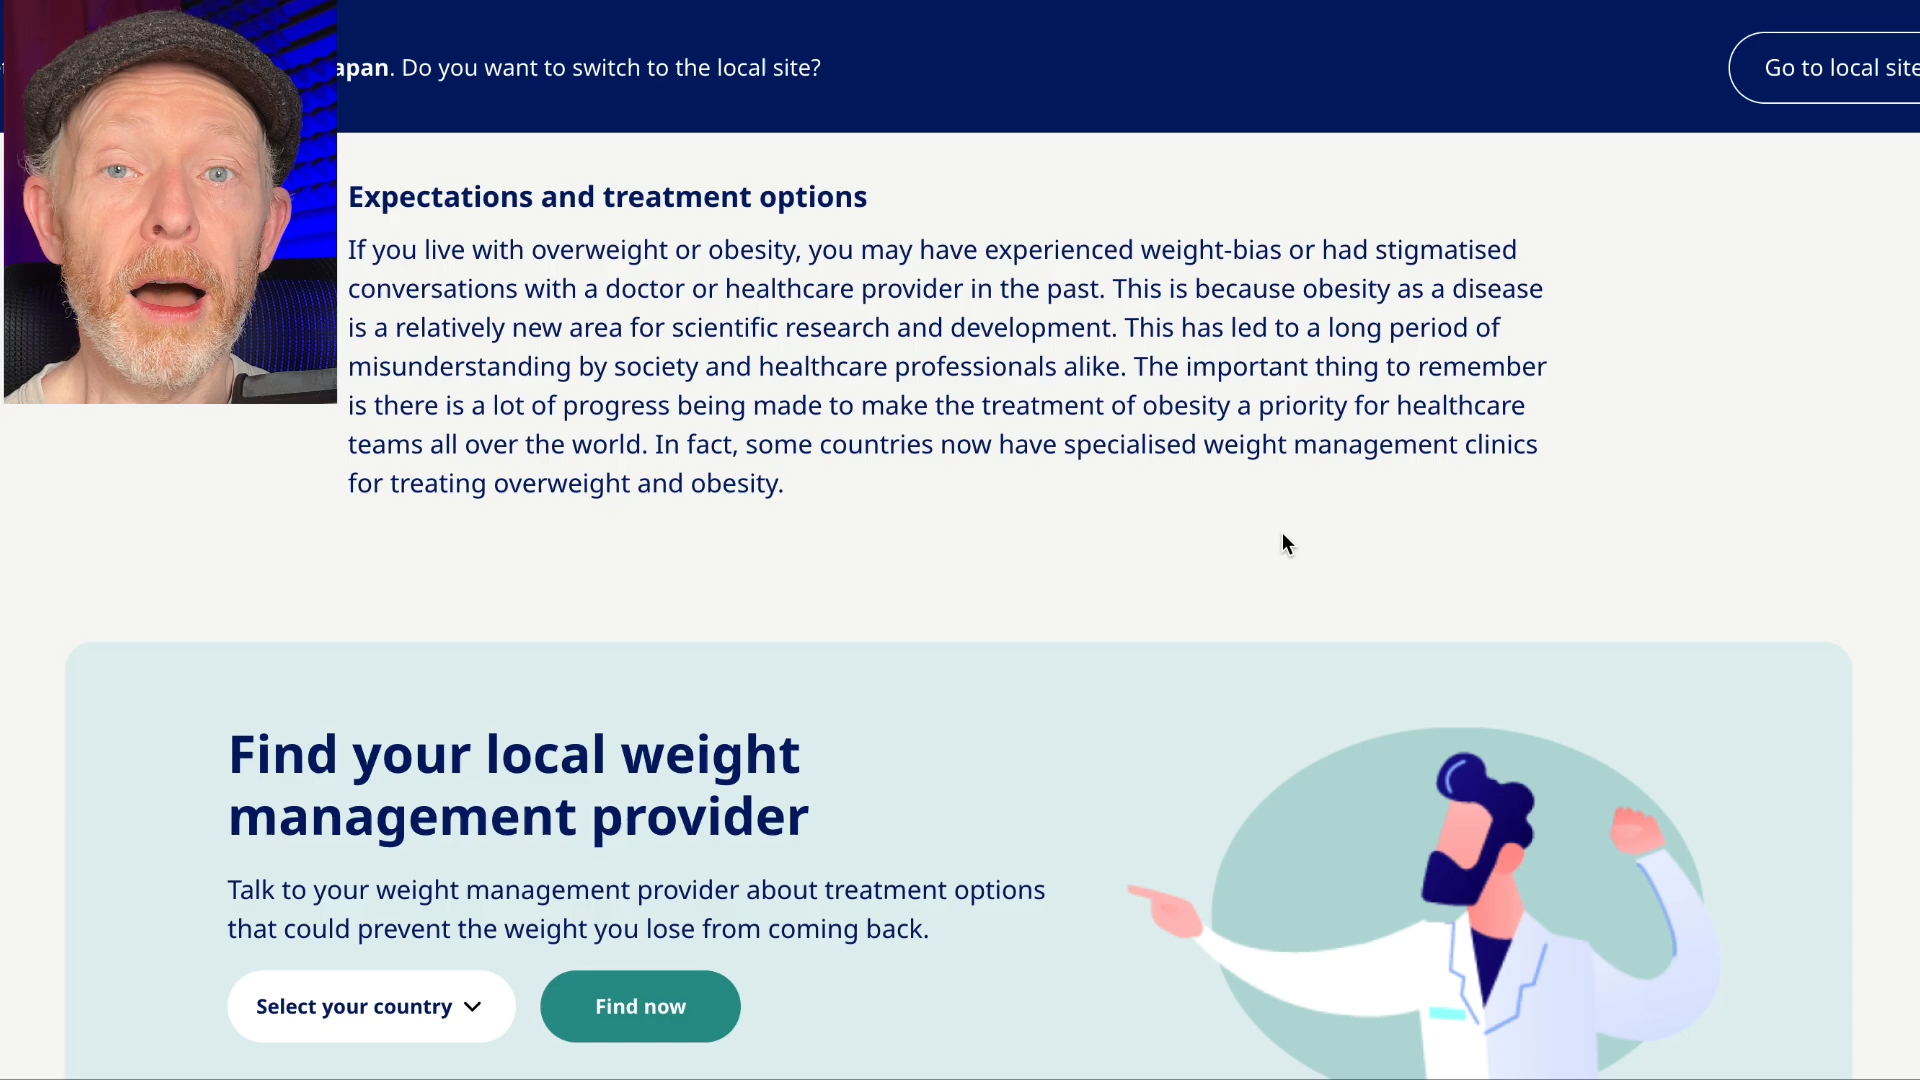 apan. Do you want to switch to the local site?
Go to local site
Expectations and treatment options
If you live with overweight or obesity, you may have experienced weight-bias or had stigmatised
conversations with a doctor or healthcare provider in the past. This is because obesity as a disease
is a relatively new area for scientific research and development. This has led to a long period of
misunderstanding by society and healthcare professionals alike. The important thing to remember
is there is a lot of progress being made to make the treatment of obesity a priority for healthcare
teams all over the world. In fact, some countries now have specialised weight management clinics
for treating overweight and obesity.
Find your local weight
management provider
Talk to your weight management provider about treatment options
that could prevent the weight you lose from coming back.
Select your country
Find now